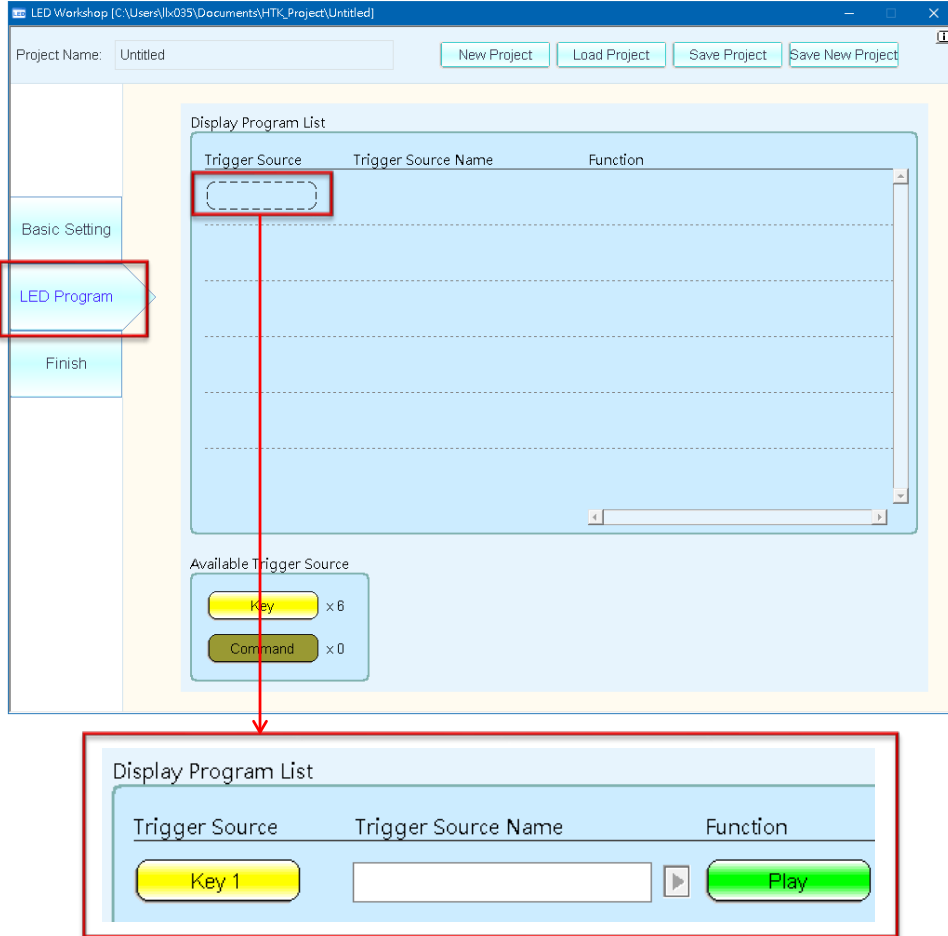 LED Workshop [C:\Users\llx035\Documents\HTK_Project\Untitled]
Project Name: Untitled New Project Load Project Save Project Save New Project
Display Program List
Trigger Source Trigger Source Name Function
Basic Setting
LED Program
Finish
Available Trigger Source
Key × 6
Command × 0
Display Program List
Trigger Source Trigger Source Name Function
Key 1 Play